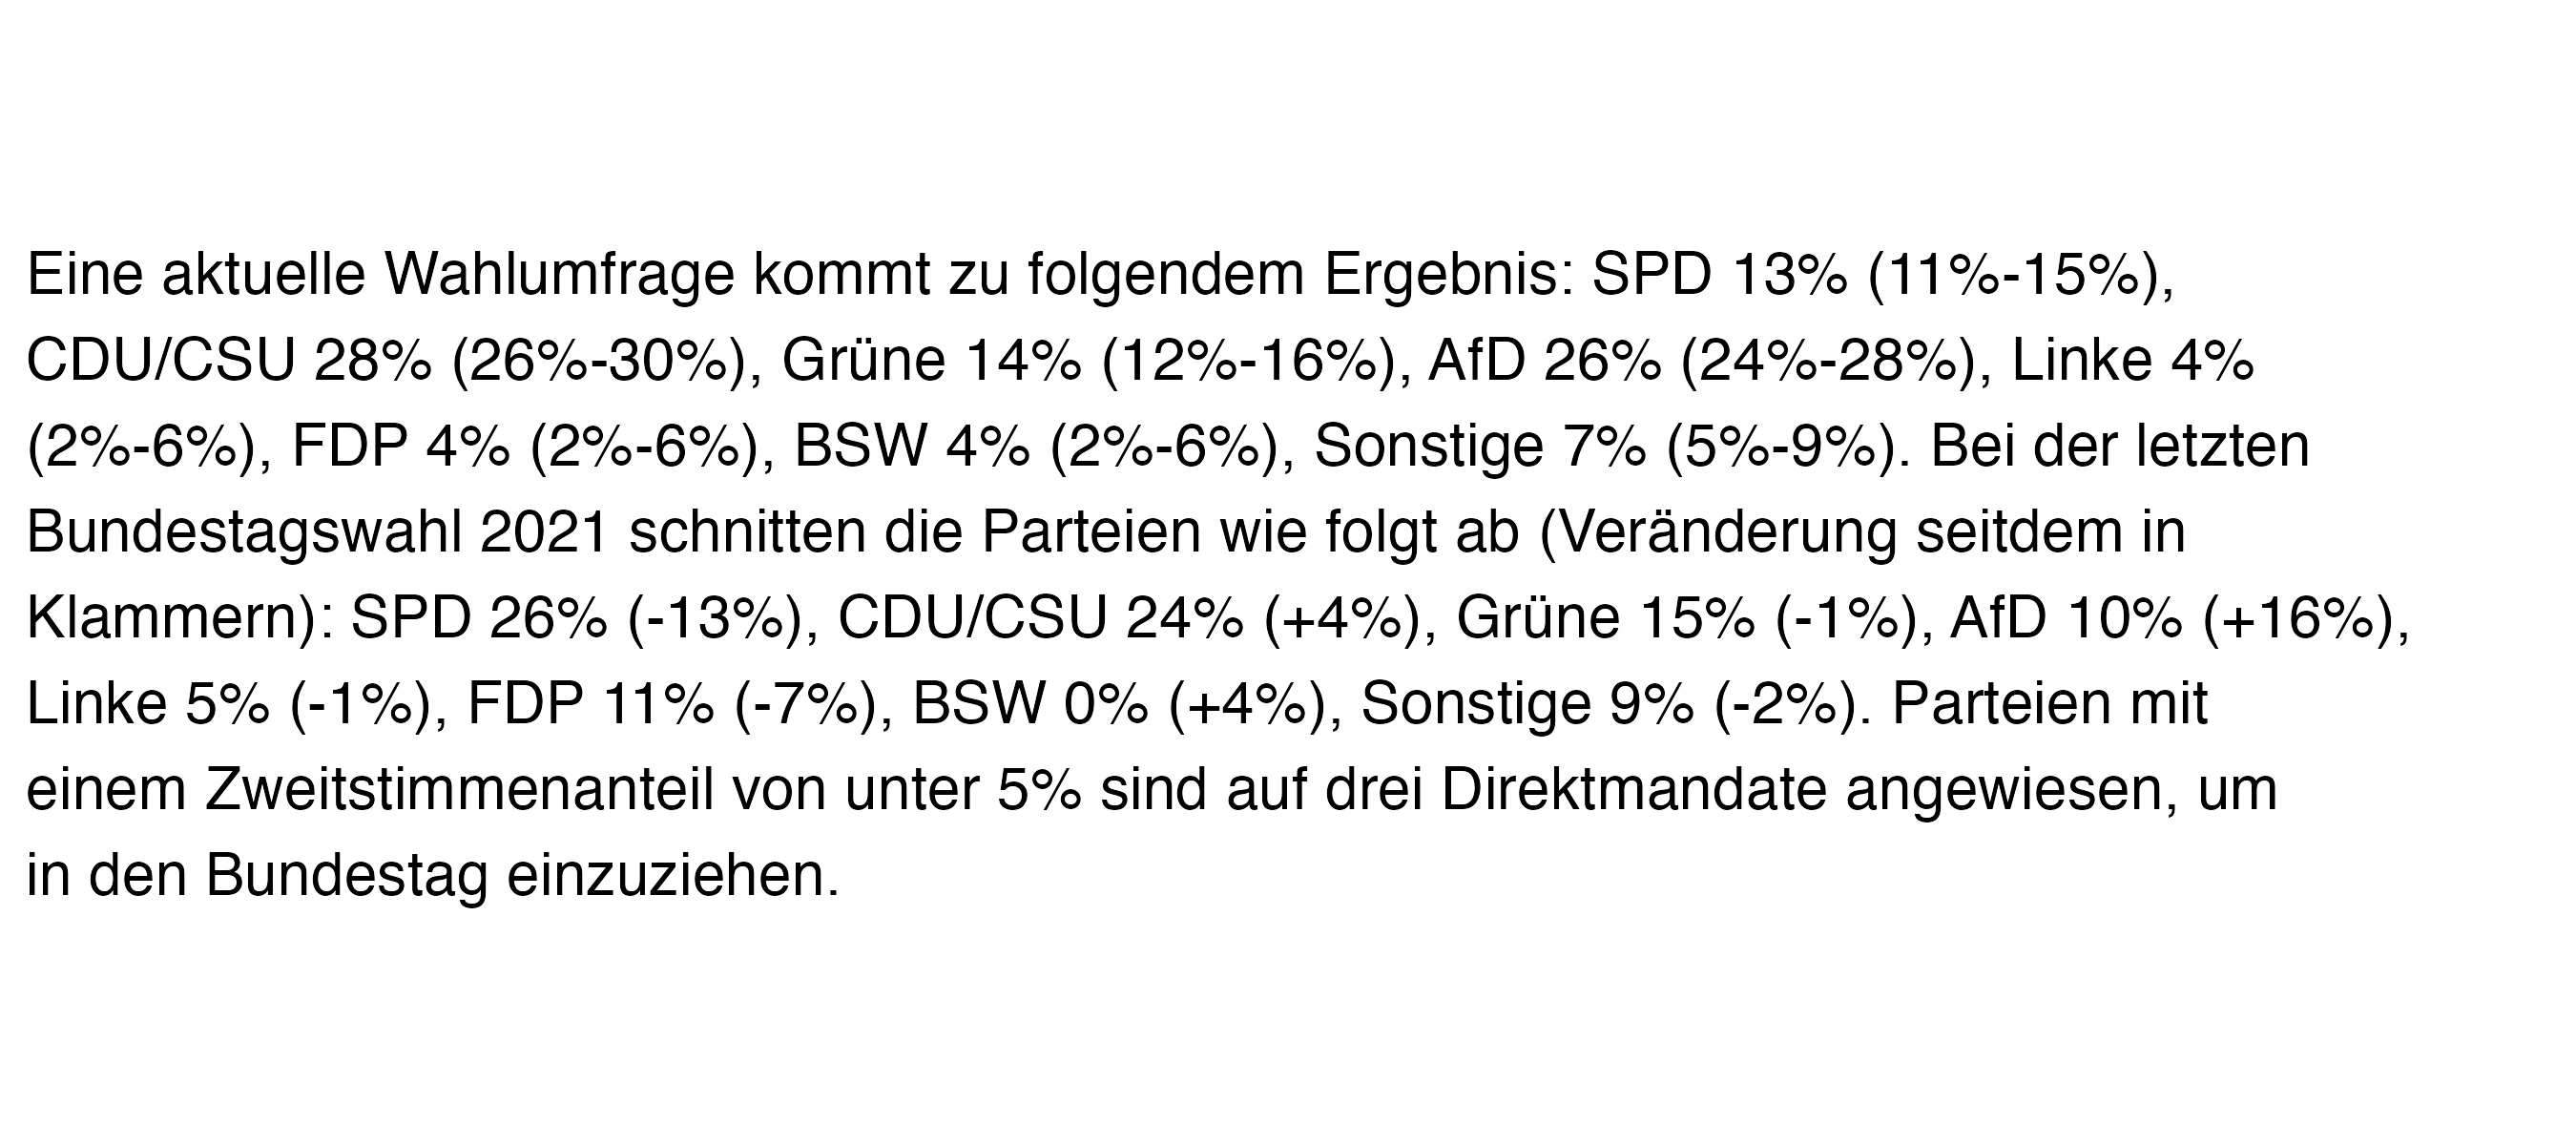 Eine aktuelle Wahlumfrage kommt zu folgendem Ergebnis: SPD 13% (11%-15%),
CDU/CSU 28% (26%-30%), Grüne 14% (12%-16%), AfD 26% (24%-28%), Linke 4%
(2%-6%), FDP 4% (2%-6%), BSW 4% (2%-6%), Sonstige 7% (5%-9%). Bei der letzten
Bundestagswahl 2021 schnitten die Parteien wie folgt ab (Veränderung seitdem in
Klammern): SPD 26% (-13%), CDU/CSU 24% (+4%), Grüne 15% (-1%), AfD 10% (+16%),
Linke 5% (-1%), FDP 11% (-7%), BSW 0% (+4%), Sonstige 9% (-2%). Parteien mit
einem Zweitstimmenanteil von unter 5% sind auf drei Direktmandate angewiesen, um
in den Bundestag einzuziehen.